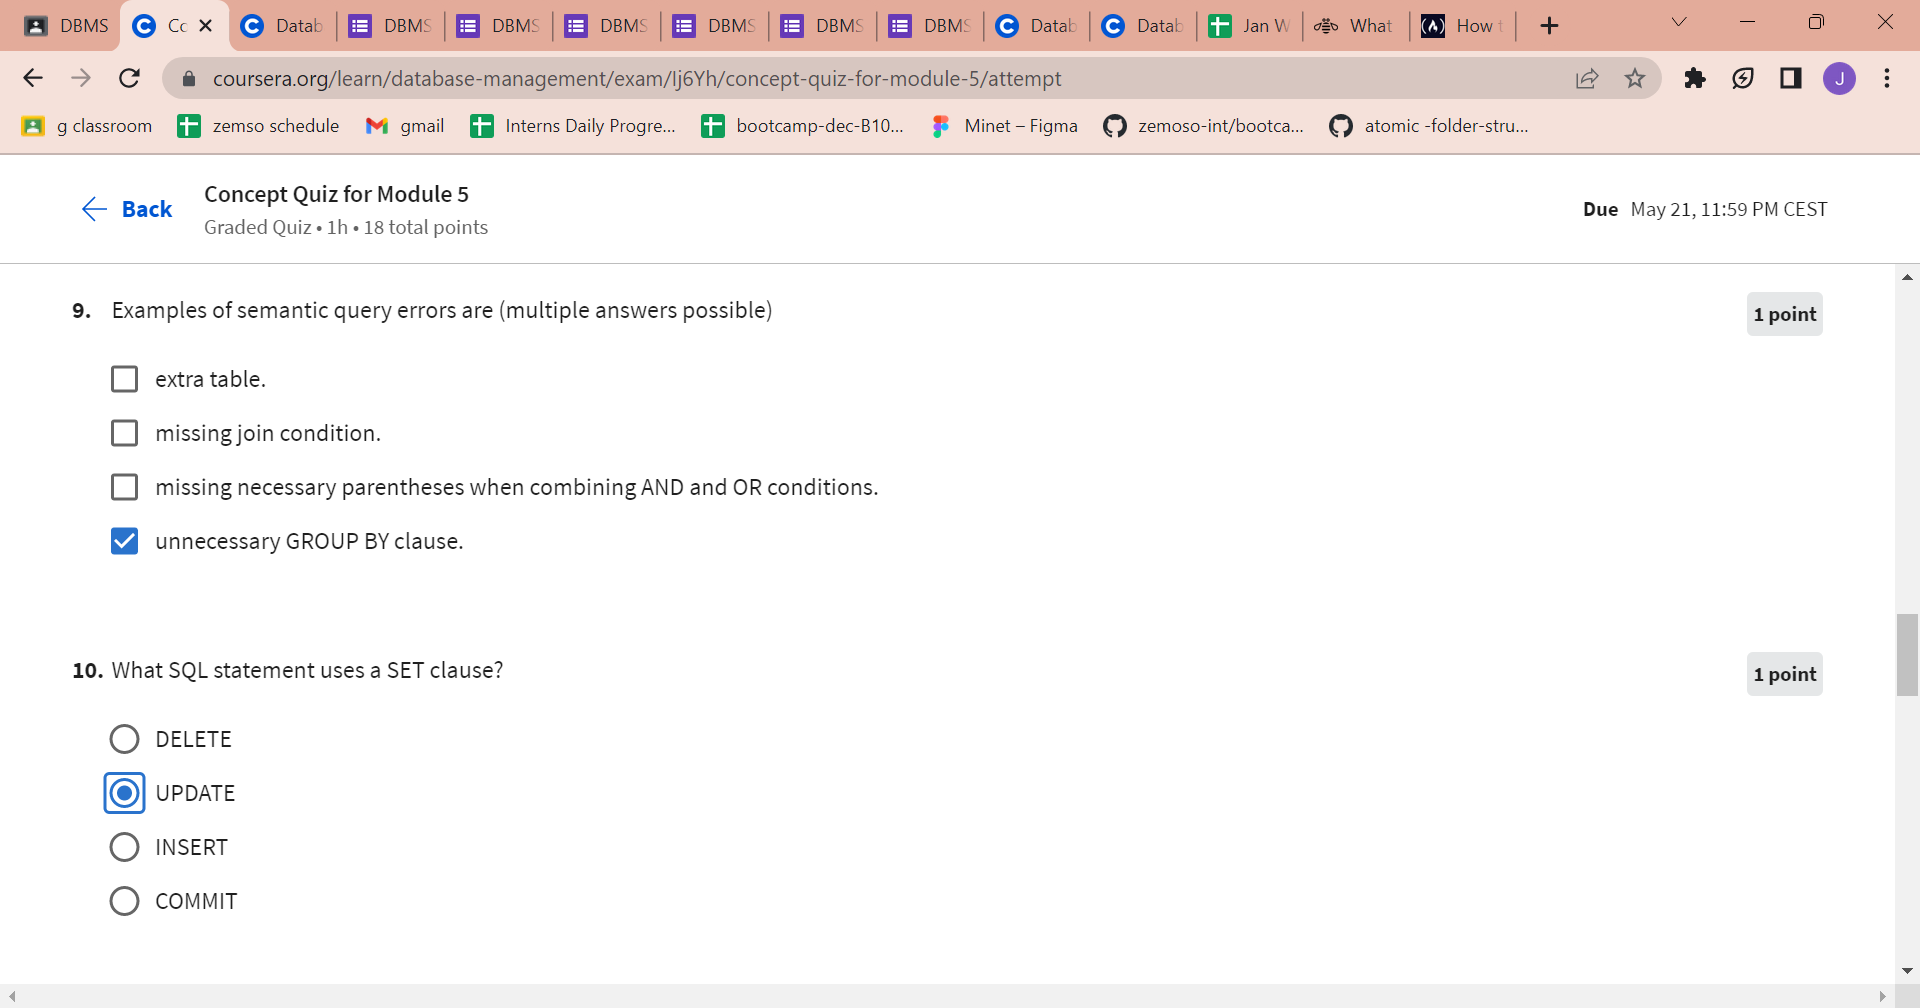 DBMS
Cc
Datab
DBMS
DBMS
DBMS
DBMS
DBMS
DBMS
Datab
Datab
Jan W
What
How t
coursera.org/learn/database-management/exam/Ij6Yh/concept-quiz-for-module-5/attempt
J
g classroom
zemso schedule
gmail
Interns Daily Progre...
bootcamp-dec-B10...
Minet – Figma
zemoso-int/bootca...
atomic -folder-stru...
Back
Concept Quiz for Module 5
Graded Quiz • 1h • 18 total points
Due May 21, 11:59 PM CEST
9. Examples of semantic query errors are (multiple answers possible)
1 point
extra table.
missing join condition.
missing necessary parentheses when combining AND and OR conditions.
unnecessary GROUP BY clause.
10. What SQL statement uses a SET clause?
1 point
DELETE
UPDATE
INSERT
COMMIT